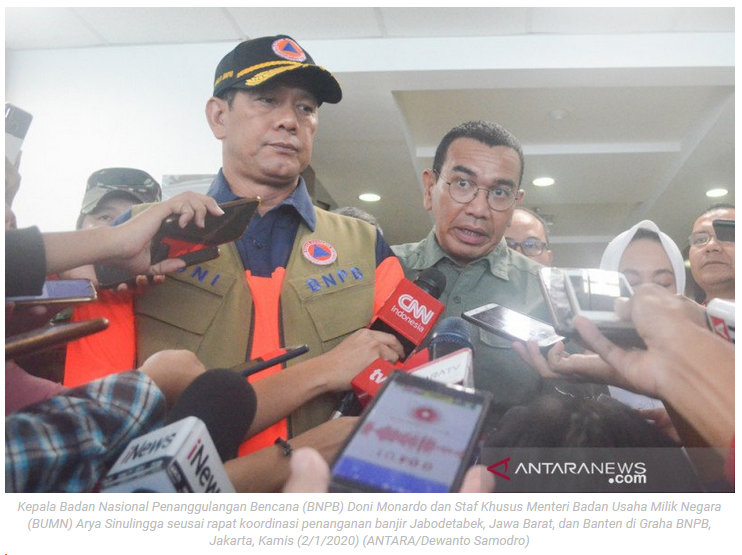 BNPB
NI
CNN
Indonesia
tv
iNews
iNews
ANTARANEWS
.com
Kepala Badan Nasional Penanggulangan Bencana (BNPB) Doni Monardo dan Staf Khusus Menteri Badan Usaha Milik Negara
(BUMN) Arya Sinulingga seusai rapat koordinasi penanganan banjir Jabodetabek, Jawa Barat, dan Banten di Graha BNPB,
Jakarta, Kamis (2/1/2020) (ANTARA/Dewanto Samodro)